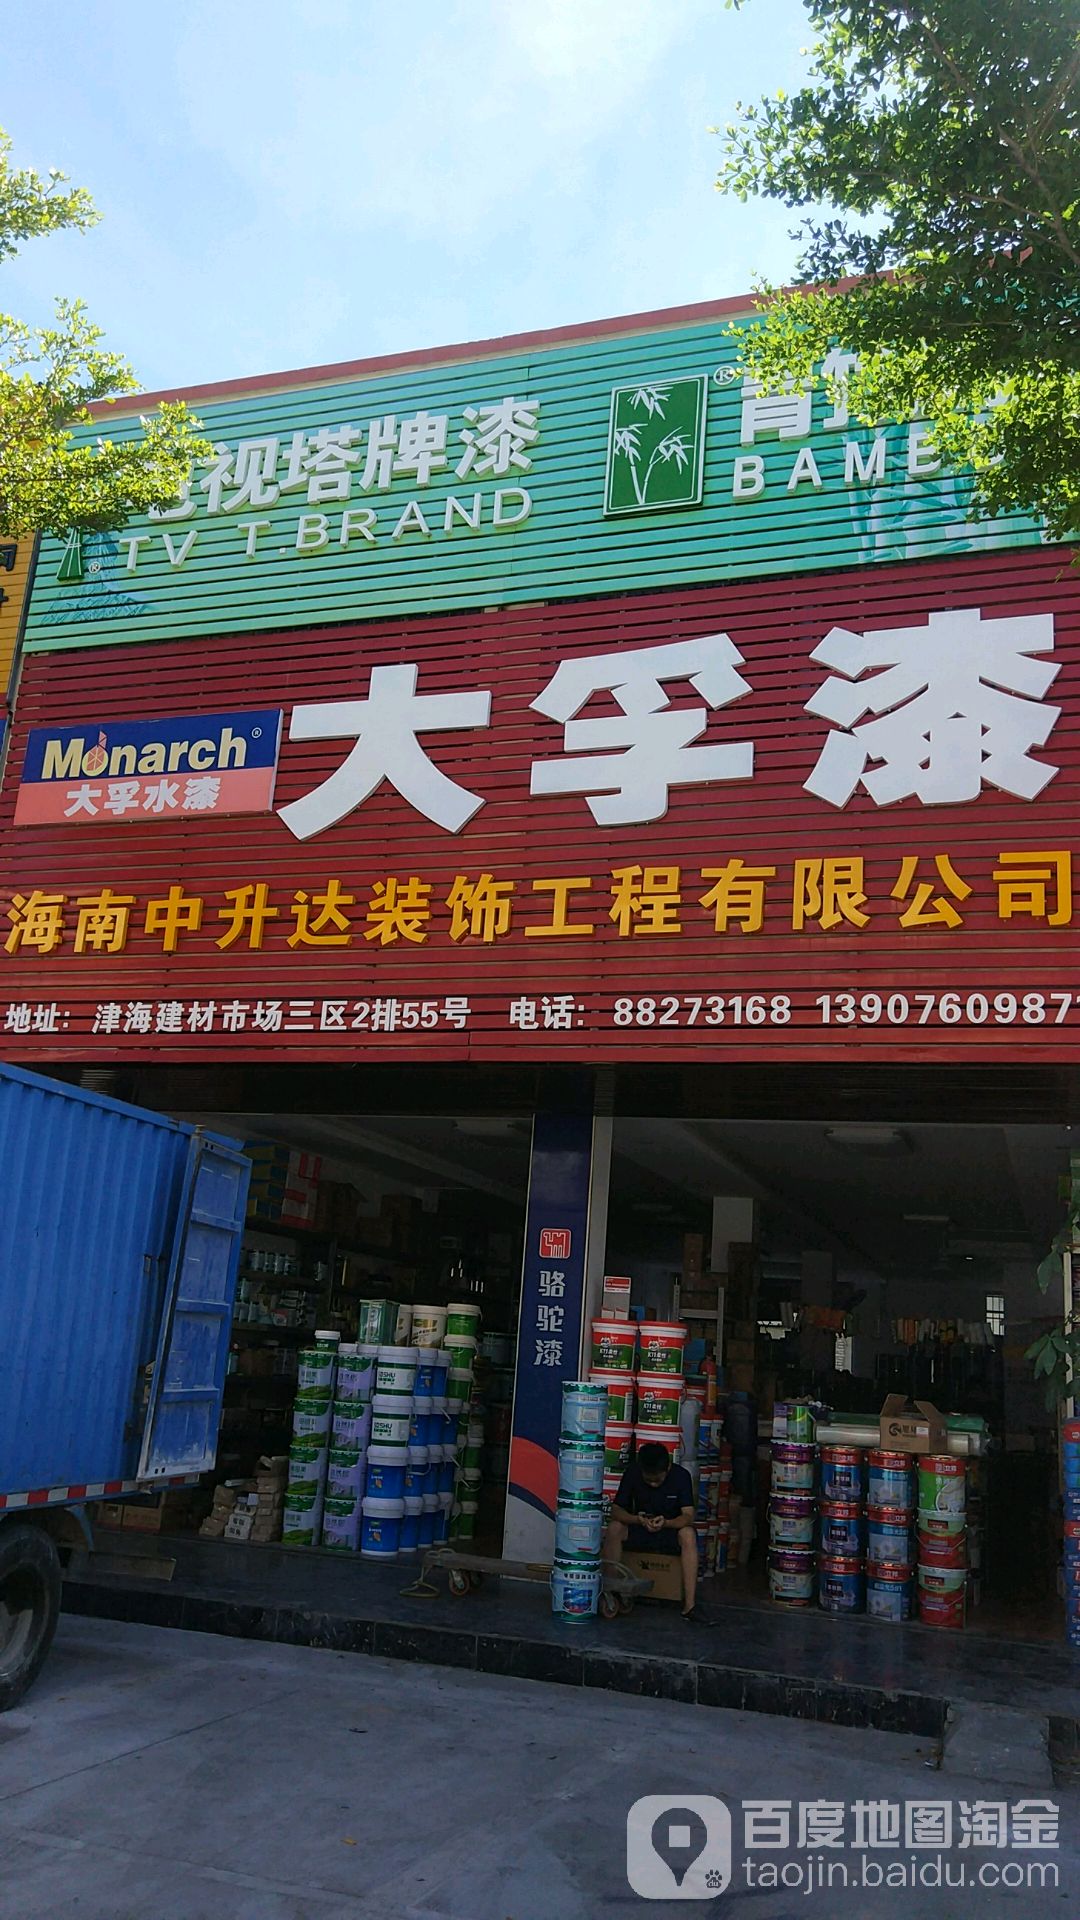 视塔牌漆
TV T.BRAND
®
®
BAMB
Monarch®
大孚水漆
大孚漆
海南中升达装饰工程有限公司
地址：津海建材市场三区2排55号 电话：88273168 1390760987
骆驼漆
百度地图淘金
taojin.baidu.com